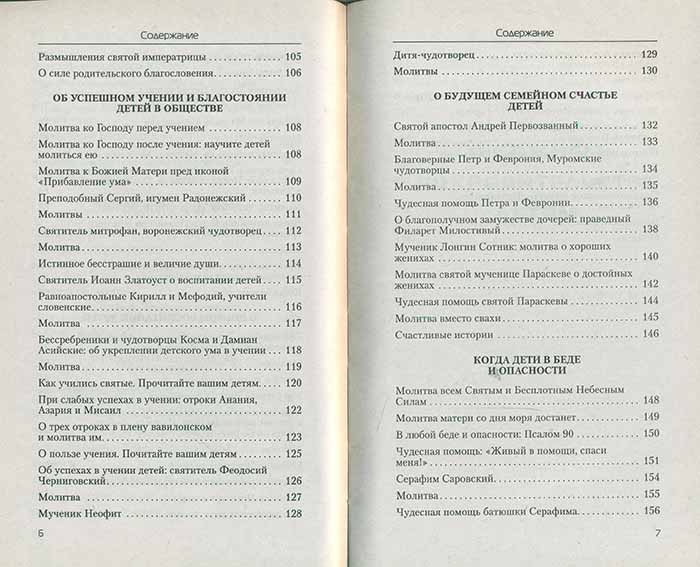 Содержание
Размышления святой императрицы 105
О силе родительского благословения. 106
ОБ УСПЕШНОМ УЧЕНИИ И БЛАГОСТОЯНИИ
ДЕТЕЙ В ОБЩЕСТВЕ
Молитва ко Господу перед учением 108
Молитва ко Господу после учения: научите детей
молиться ею 108
Молитва к Божией Матери пред иконой
«Прибавление ума» 109
Преподобный Сергий, игумен Радонежский 110
Молитвы 111
Святитель митрофан, воронежский чудотворец 112
Молитва 113
Истинное бесстрашие и величие души. 114
Святитель Иоанн Златоуст о воспитании детей 115
Равноапостольные Кирилл и Мефодий, учители
словенские. 116
Молитва 117
Бессребреники и чудотворцы Косма и Дамиан
Асийские: об укреплении детского ума в учении 118
Молитва 119
Как учились святые. Прочитайте вашим детям. 120
При слабых успехах в учении: отроки Анания,
Азария и Мисаил 122
О трех отроках в плену вавилонском
и молитва им. 123
О пользе учения. Почитайте вашим детям 125
Об успехах в учении детей: святитель Феодосий
Черниговский. 126
Молитва 127
Мученик Неофит 128
6
Содержание
Дитя-чудотворец 129
Молитвы 130
О БУДУЩЕМ СЕМЕЙНОМ СЧАСТЬЕ
ДЕТЕЙ
Святой апостол Андрей Первозванный 132
Молитва 133
Благоверные Петр и Феврония, Муромские
чудотворцы 134
Молитва 135
Чудесная помощь Петра и Февронии. 136
О благополучном замужестве дочерей: праведный
Филарет Милостивый 138
Мученик Лонгин Сотник: молитва о хороших
женихах 140
Молитва святой мученице Параскеве о достойных
женихах 142
Чудесная помощь святой Параскевы 144
Молитва вместо свахи 145
Счастливые истории 146
КОГДА ДЕТИ В БЕДЕ
И ОПАСНОСТИ
Молитва всем Святым и Бесплотным Небесным
Силам 148
Молитва матери со дня моря достанет 149
В любой беде и опасности: Псалом 90 150
Чудесная помощь: «Живый в помощи, спаси
меня!» 151
Серафим Саровский. 154
Молитва 155
Чудесная помощь батюшки Серафима. 156
7